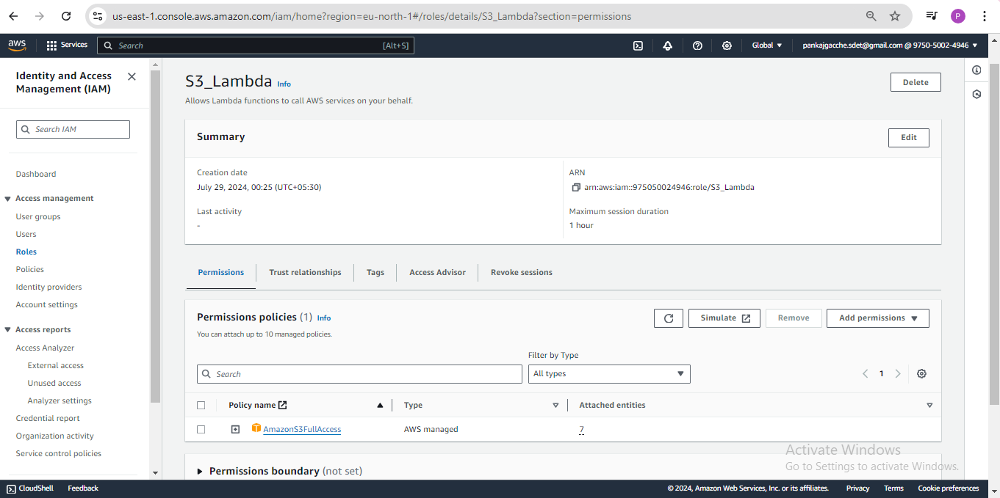 us-east-1.console.aws.amazon.com/iam/home?region=eu-north-1#/roles/details/S3_Lambda?section=permissions
P
aws
Services
Search
[Alt+S]
Global
pankajgacche.sdet@gmail.com @ 9750-5002-4946
Identity and Access
Management (IAM)
Search IAM
Dashboard
Access management
User groups
Users
Roles
Policies
Identity providers
Account settings
Access reports
Access Analyzer
External access
Unused access
Analyzer settings
Credential report
Organization activity
Service control policies
S3_Lambda Info
Delete
Allows Lambda functions to call AWS services on your behalf.
Summary
Edit
Creation date
July 29, 2024, 00:25 (UTC+05:30)
ARN
arn:aws:iam::975050024946:role/S3_Lambda
Last activity
-
Maximum session duration
1 hour
Permissions
Trust relationships
Tags
Access Advisor
Revoke sessions
Permissions policies (1) Info
You can attach up to 10 managed policies.
Simulate
Remove
Add permissions
Filter by Type
Search
All types
1
Policy name
Type
Attached entities
AmazonS3FullAccess
AWS managed
7
Permissions boundary (not set)
Activate Windows
Go to Settings to activate Windows.
CloudShell
Feedback
© 2024, Amazon Web Services, Inc. or its affiliates.
Privacy
Terms
Cookie preferences